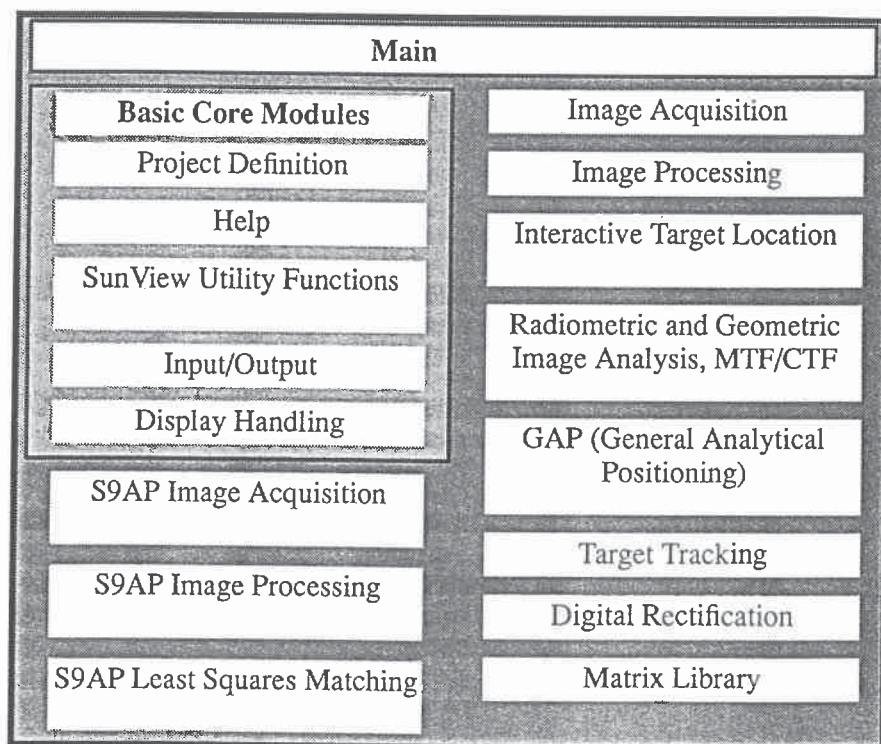 Main
Basic Core Modules
Project Definition
Help
SunView Utility Functions
Input/Output
Display Handling
S9AP Image Acquisition
S9AP Image Processing
S9AP Least Squares Matching
Image Acquisition
Image Processing
Interactive Target Location
Radiometric and Geometric
Image Analysis, MTF/CTF
GAP (General Analytical
Positioning)
Target Tracking
Digital Rectification
Matrix Library